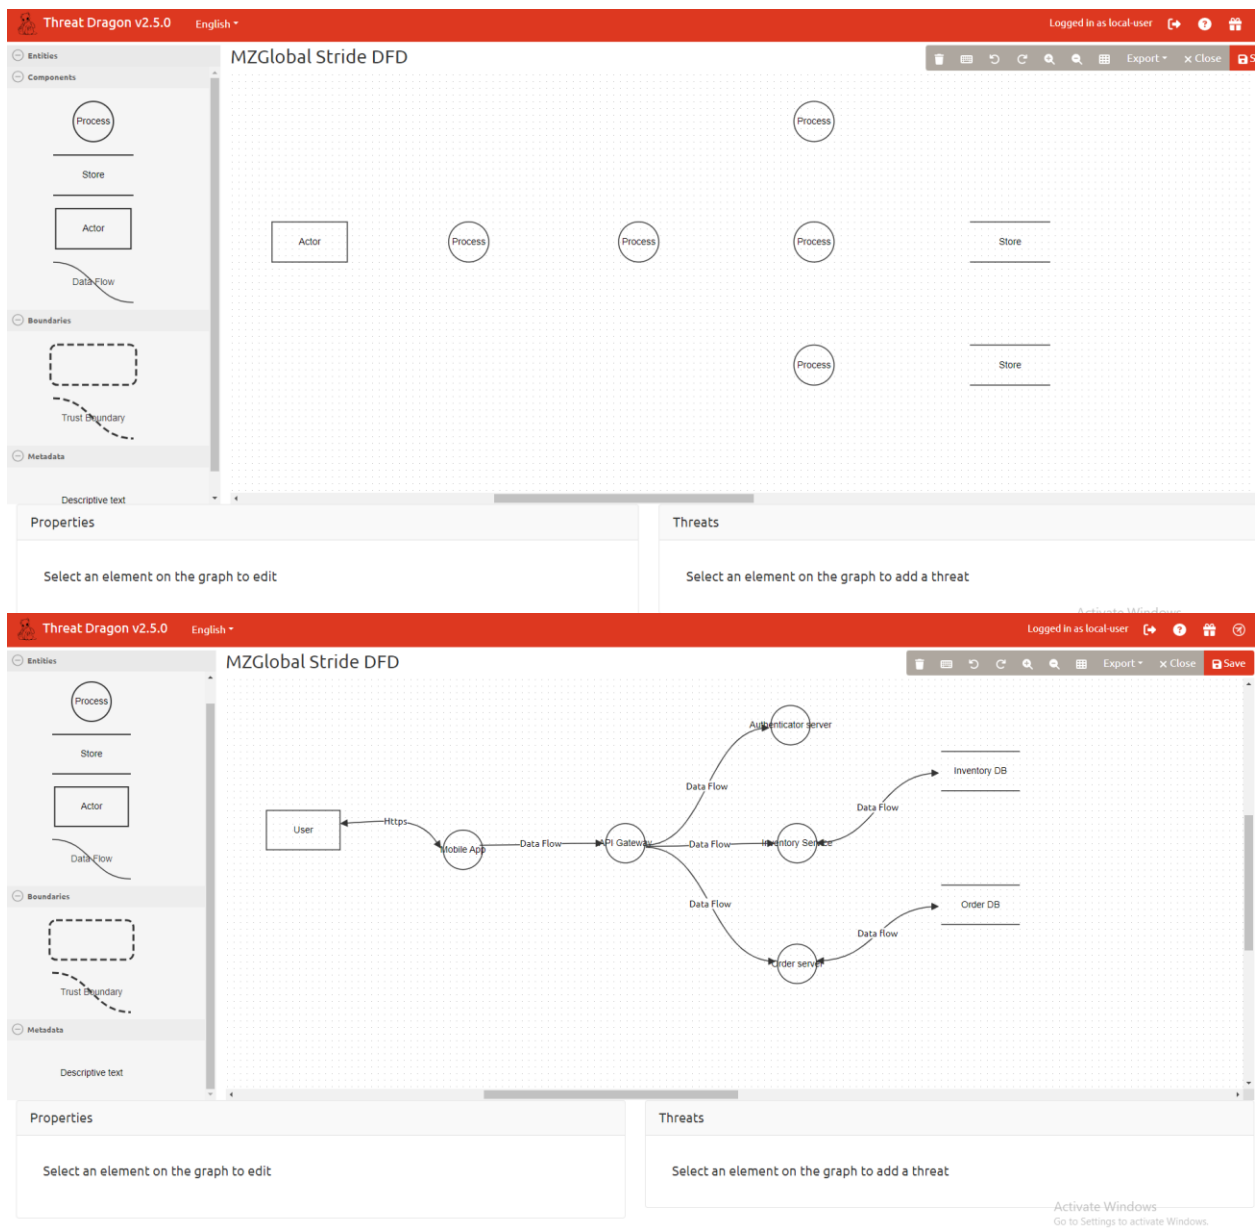 Threat Dragon v2.5.0 English Logged in as local-user
Entities
MZGlobal Stride DFD
Export Close S
Components
Process
Store
Actor
Data Flow
Boundaries
Trust Boundary
Metadata
Descriptive text
Process
Actor Process Process Process Store
Process Store
Properties
Threats
Select an element on the graph to edit
Select an element on the graph to add a threat
Activate Windows
Threat Dragon v2.5.0 English Logged in as local-user
Entities
MZGlobal Stride DFD
Export Close Save
Process
Store
Actor
Data Flow
Boundaries
Trust Boundary
Metadata
Descriptive text
Authenticator server
Inventory DB
Data Flow
Data Flow
Https
User
Mobile App
Data Flow
API Gateway
Data Flow
Inventory Service
Data Flow
Order DB
Data Flow
Order server
Properties
Threats
Select an element on the graph to edit
Select an element on the graph to add a threat
Activate Windows
Go to Settings to activate Windows.